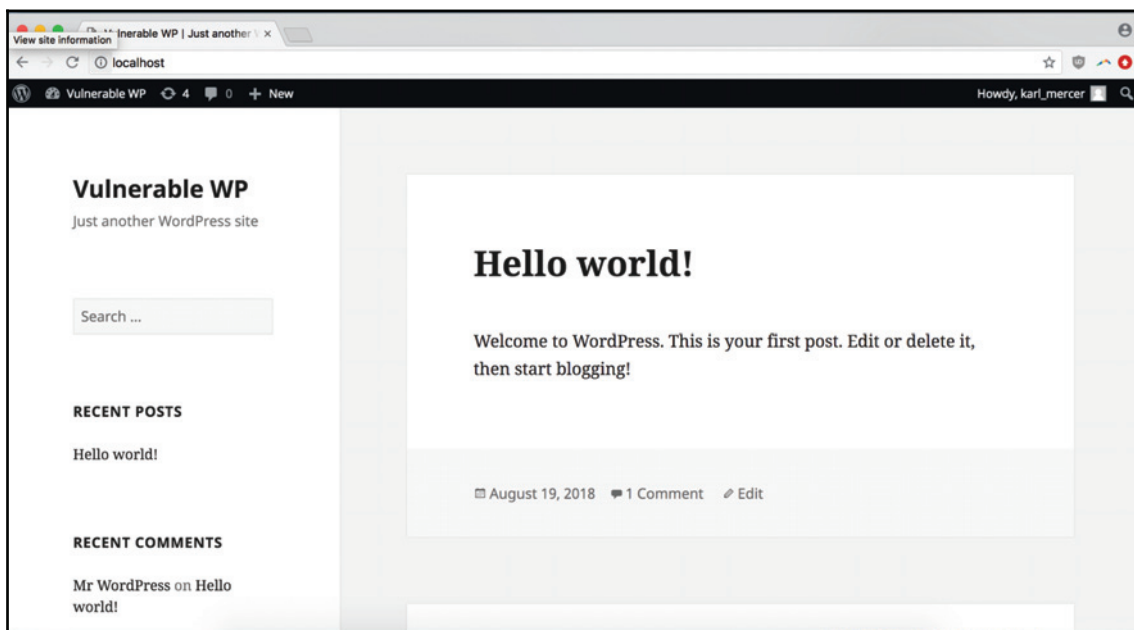 Vulnerable WP | Just another
View site information
localhost
Vulnerable WP 4 0 + New
Howdy, karl_mercer
Vulnerable WP
Just another WordPress site
Search ...
RECENT POSTS
Hello world!
RECENT COMMENTS
Mr WordPress on Hello
world!
Hello world!
Welcome to WordPress. This is your first post. Edit or delete it,
then start blogging!
August 19, 2018 1 Comment Edit